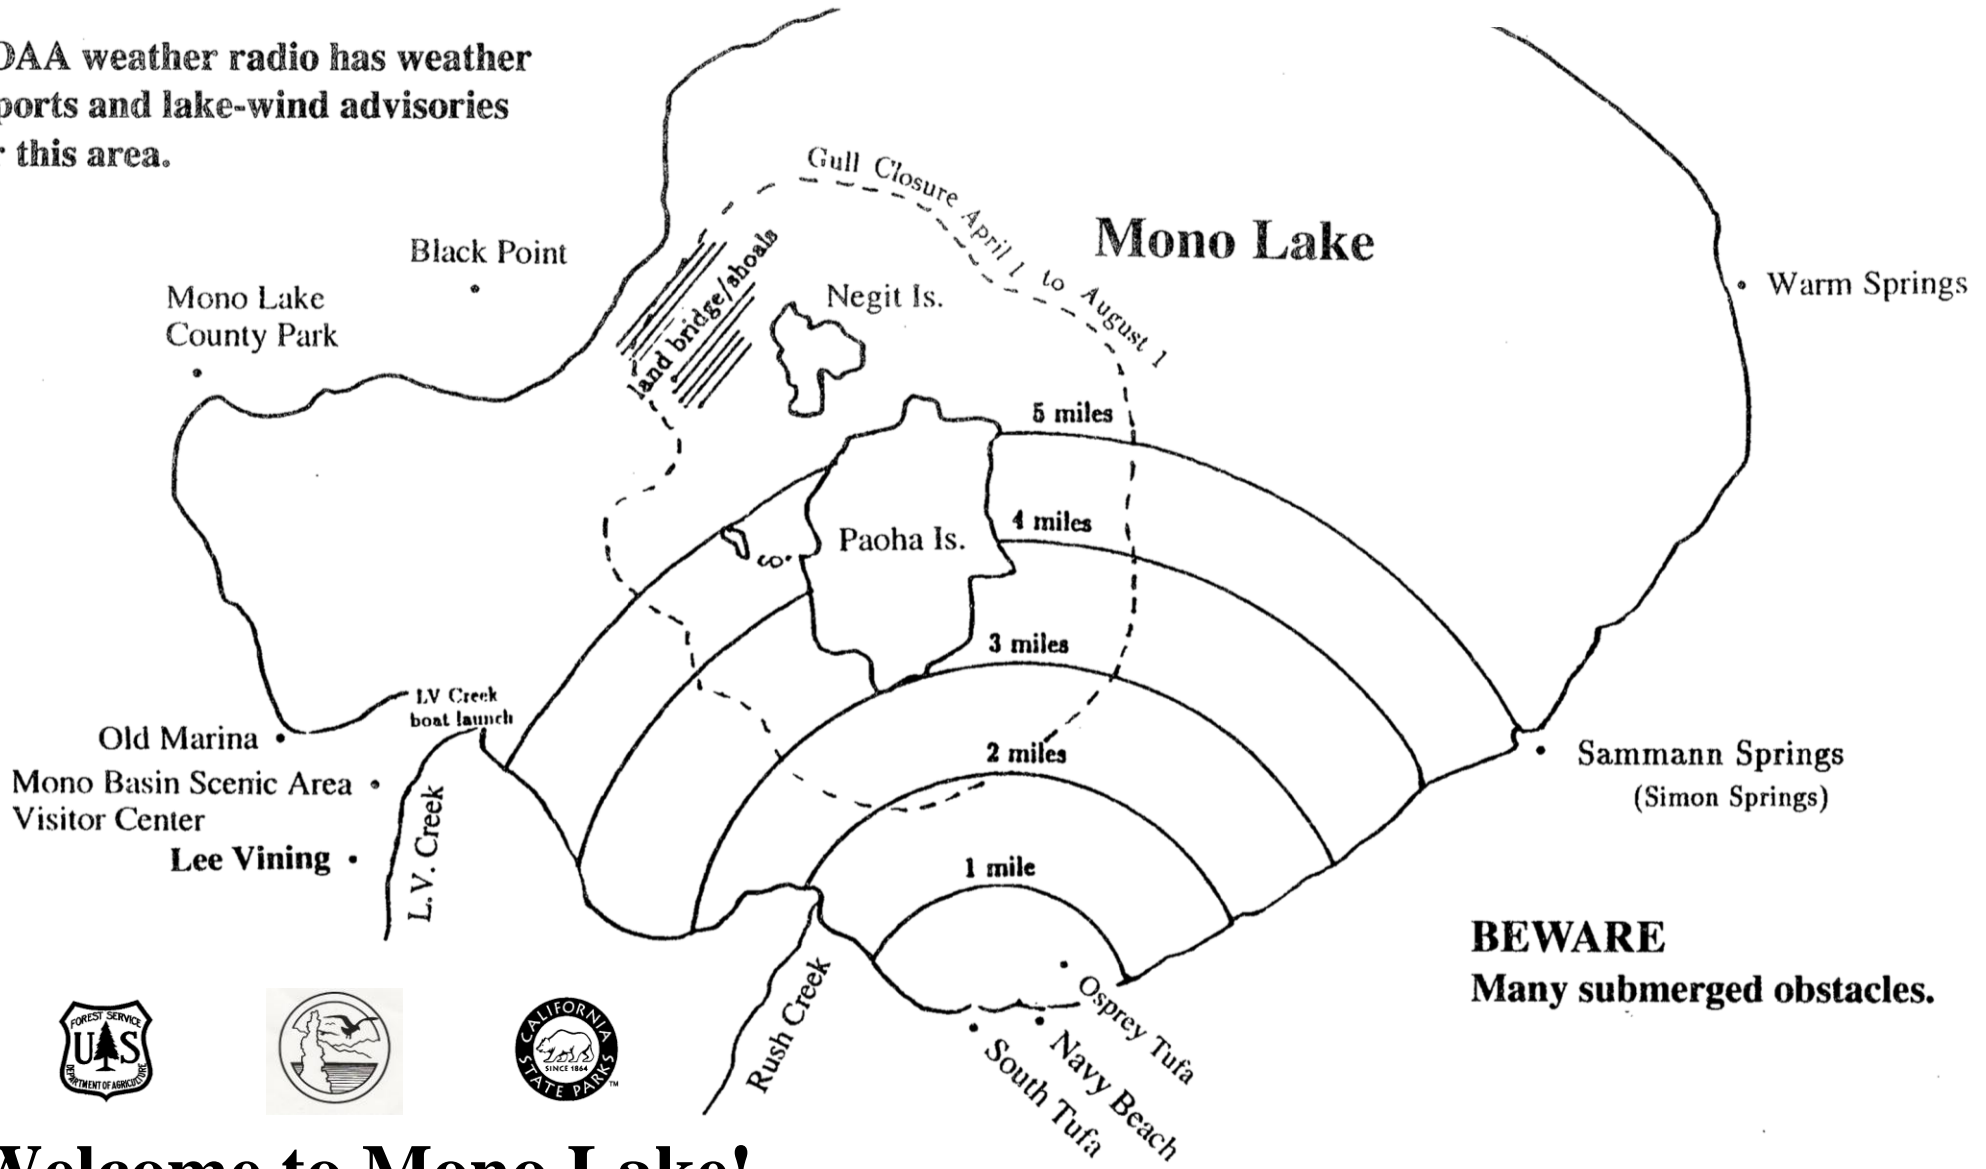 OAA weather radio has weather
ports and lake-wind advisories
r this area.
Gull Closure April 1 to August 1
Mono Lake
Black Point
land bridge/shoals
Negit Is.
Warm Springs
Mono Lake
County Park
5 miles
4 miles
Paoha Is.
3 miles
LV Creek
boat launch
Old Marina
2 miles
Sammann Springs
(Simon Springs)
Mono Basin Scenic Area
Visitor Center
L.V. Creek
Lee Vining
1 mile
BEWARE
Many submerged obstacles.
Rush Creek
Osprey Tufa
Navy Beach
South Tufa
FOREST SERVICE
US
DEPARTMENT OF AGRICULTURE
CALIFORNIA
SINCE 1864
STATE PARKS
TM
Welcome to Mono Lake!